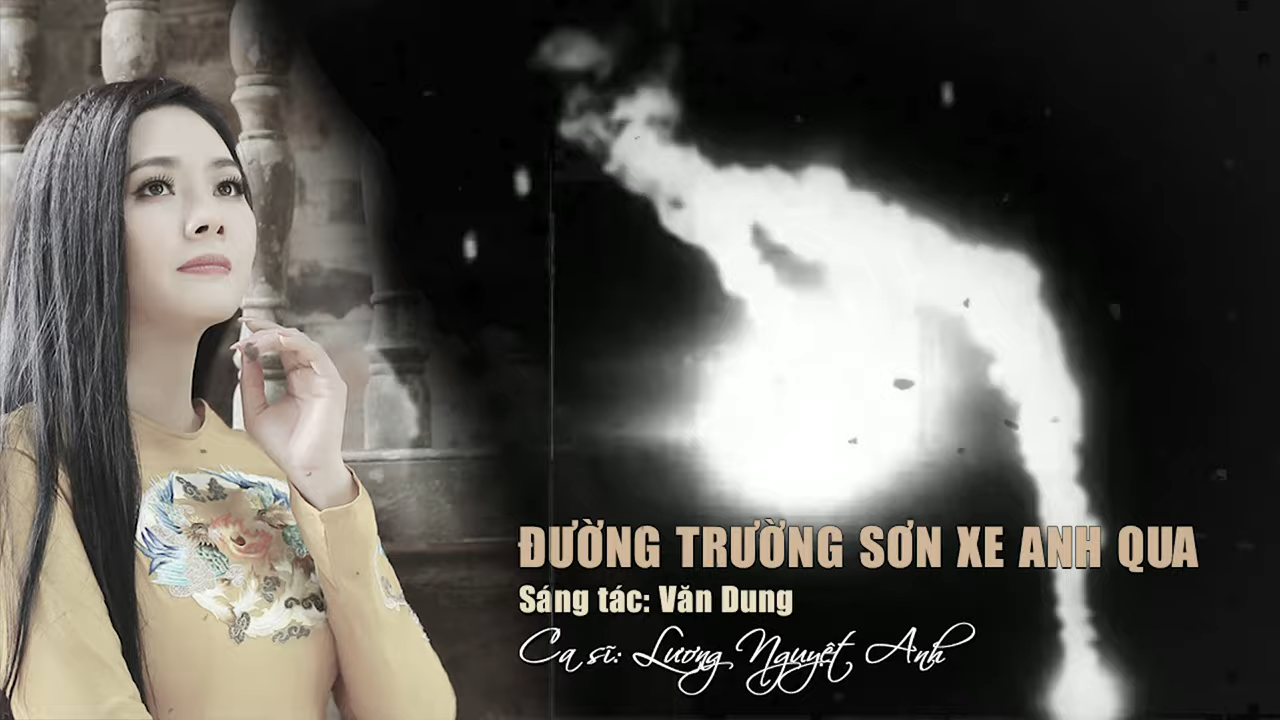 ĐƯỜNG TRƯỜNG SƠN XE ANH QUA
Sáng tác: Văn Dung
Ca sĩ: Lương Nguyệt Anh